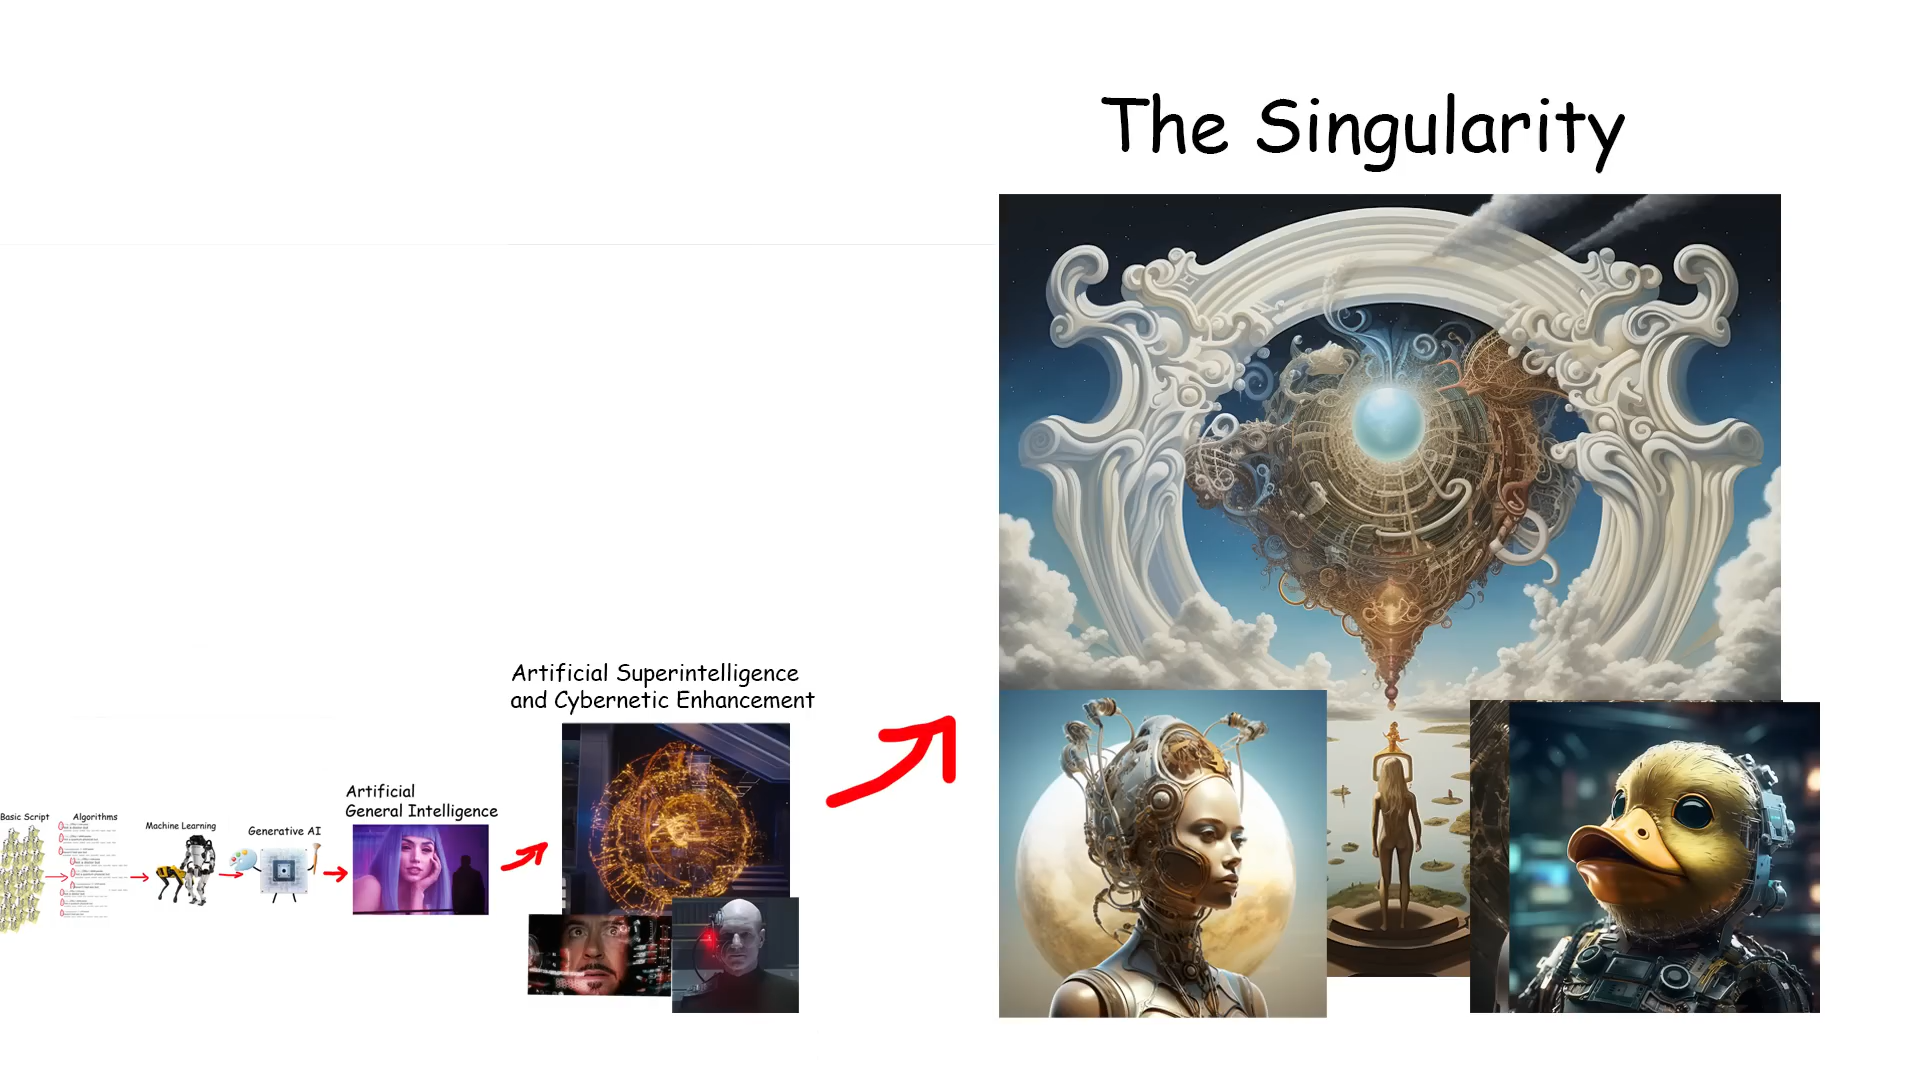 The Singularity
Artificial Superintelligence
and Cybernetic Enhancement
Artificial
General Intelligence
Basic Script
Algorithms
Machine Learning
Generative AI